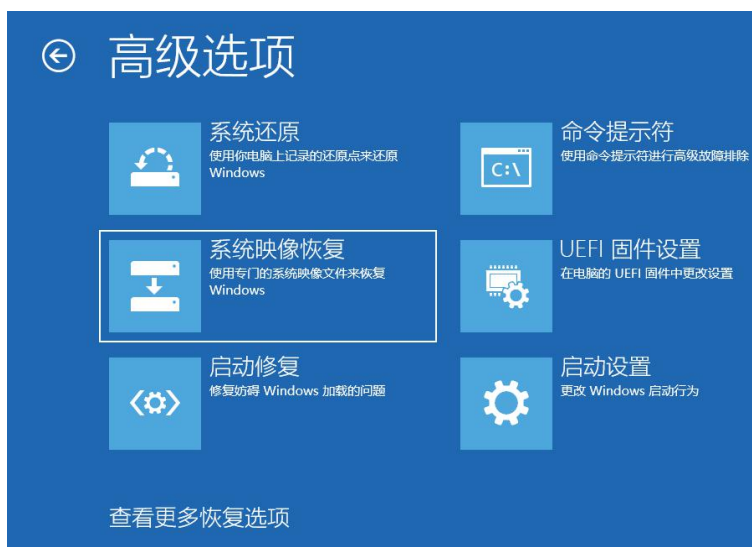 高级选项
系统还原
使用你电脑上记录的还原点来还原
Windows
命令提示符
使用命令提示符进行高级故障排除
C:\
系统映像恢复
使用专门的系统映像文件来恢复
Windows
UEFI 固件设置
在电脑的 UEFI 固件中更改设置
启动修复
修复妨碍 Windows 加载的问题
启动设置
更改 Windows 启动行为
查看更多恢复选项